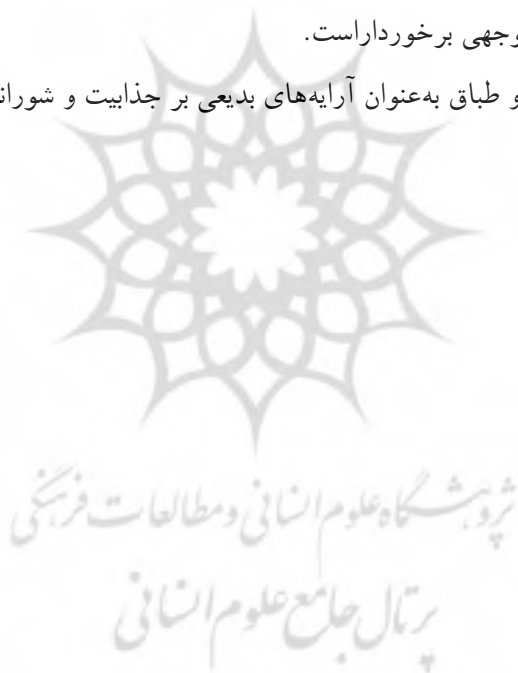 وجهی برخورداراست.
و طباق به‌عنوان آرایه‌های بدیعی بر جذابیت و شوران
پژوهشگاه علوم انسانی و مطالعات فرهنگی
پرتال جامع علوم انسانی